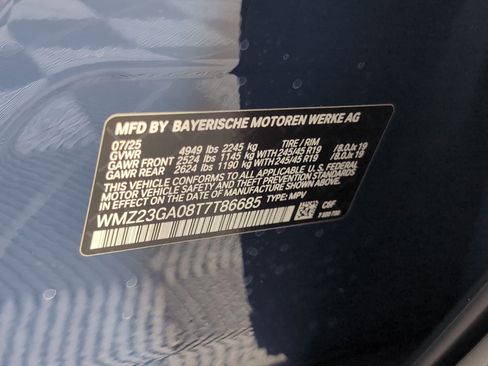 MFD BY BAYERISCHE MOTOREN WERKE AG
07/25
GVWR 4949 lbs 2245 kg TIRE / RIM
GAWR FRONT 2524 lbs 1145 kg WITH 245/45 R19 / 8.0Jx 19
GAWR REAR 2624 lbs 1190 kg WITH 245/45 R19 / 8.0Jx 19
THIS VEHICLE CONFORMS TO ALL APPLICABLE U. S. FEDERAL
MOTOR VEHICLE SAFETY, AND THEFT PREVENTION STANDARDS
IN EFFECT ON THE DATE OF MANUFACTURE SHOWN ABOVE.
WMZ23GA08T7T86685 TYPE: MPV
C6F